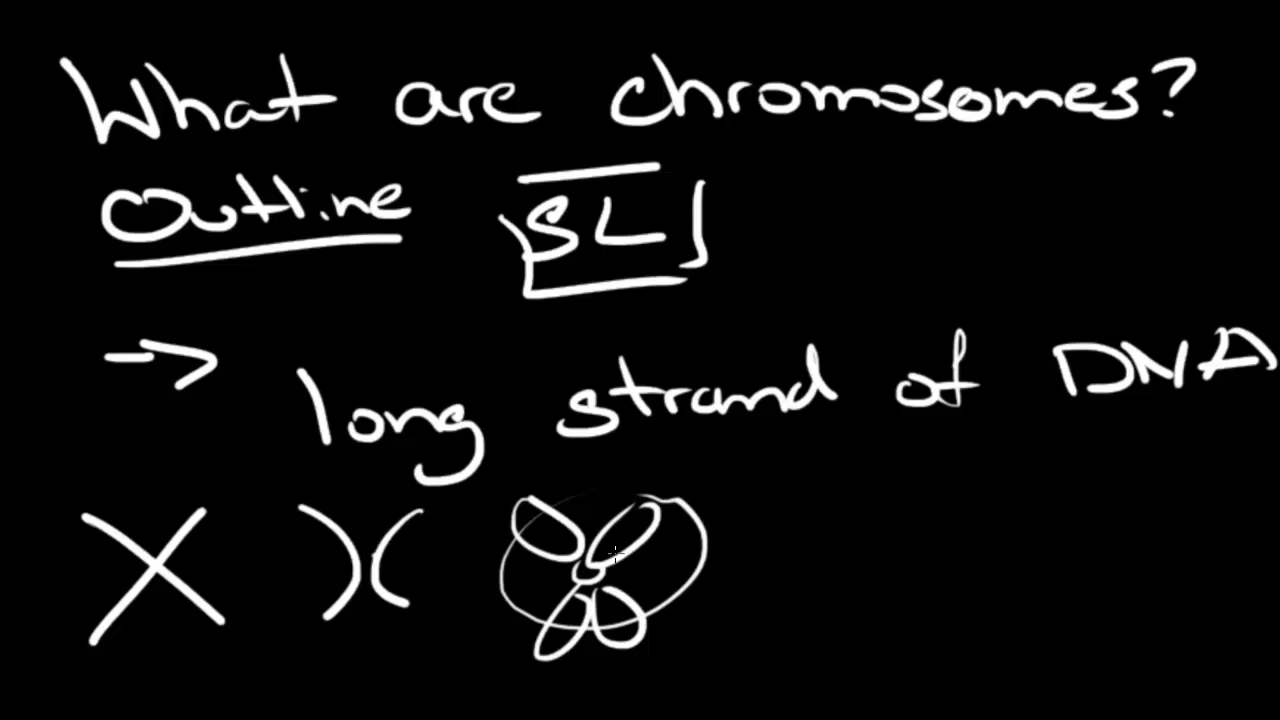 What are chromosomes?
Outline SL
-> long strand of DNA